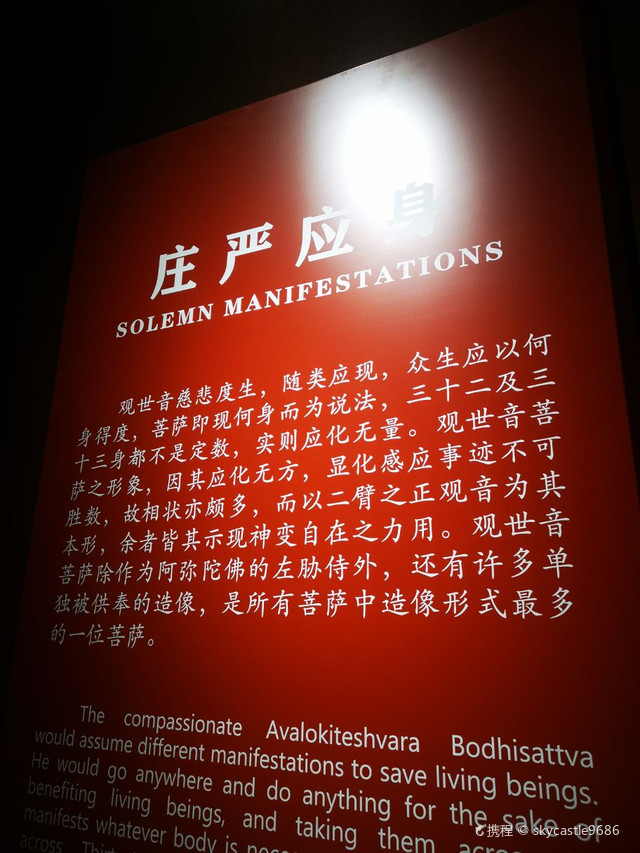 庄严应身
SOLEMN MANIFESTATIONS
观世音慈悲度生，随类应现，众生应以何
身得度，菩萨即现何身而为说法，三十二及三
十三身都不是定数，实则应化无量。观世音菩
萨之形象，因其应化无方，显化感应事迹不可
胜数，故相状亦颇多，而以二臂之正观音为其
本形，余者皆其示现神变自在之力用。观世音
菩萨除作为阿弥陀佛的左胁侍外，还有许多单
独被供奉的造像，是所有菩萨中造像形式最多
的一位菩萨。
The compassionate Avalokiteshvara Bodhisattva
would assume different manifestations to save living beings.
He would go anywhere and do anything for the sake of
benefiting living beings, and taking them
manifests whatever body is
across.
携程 © skycastle9686